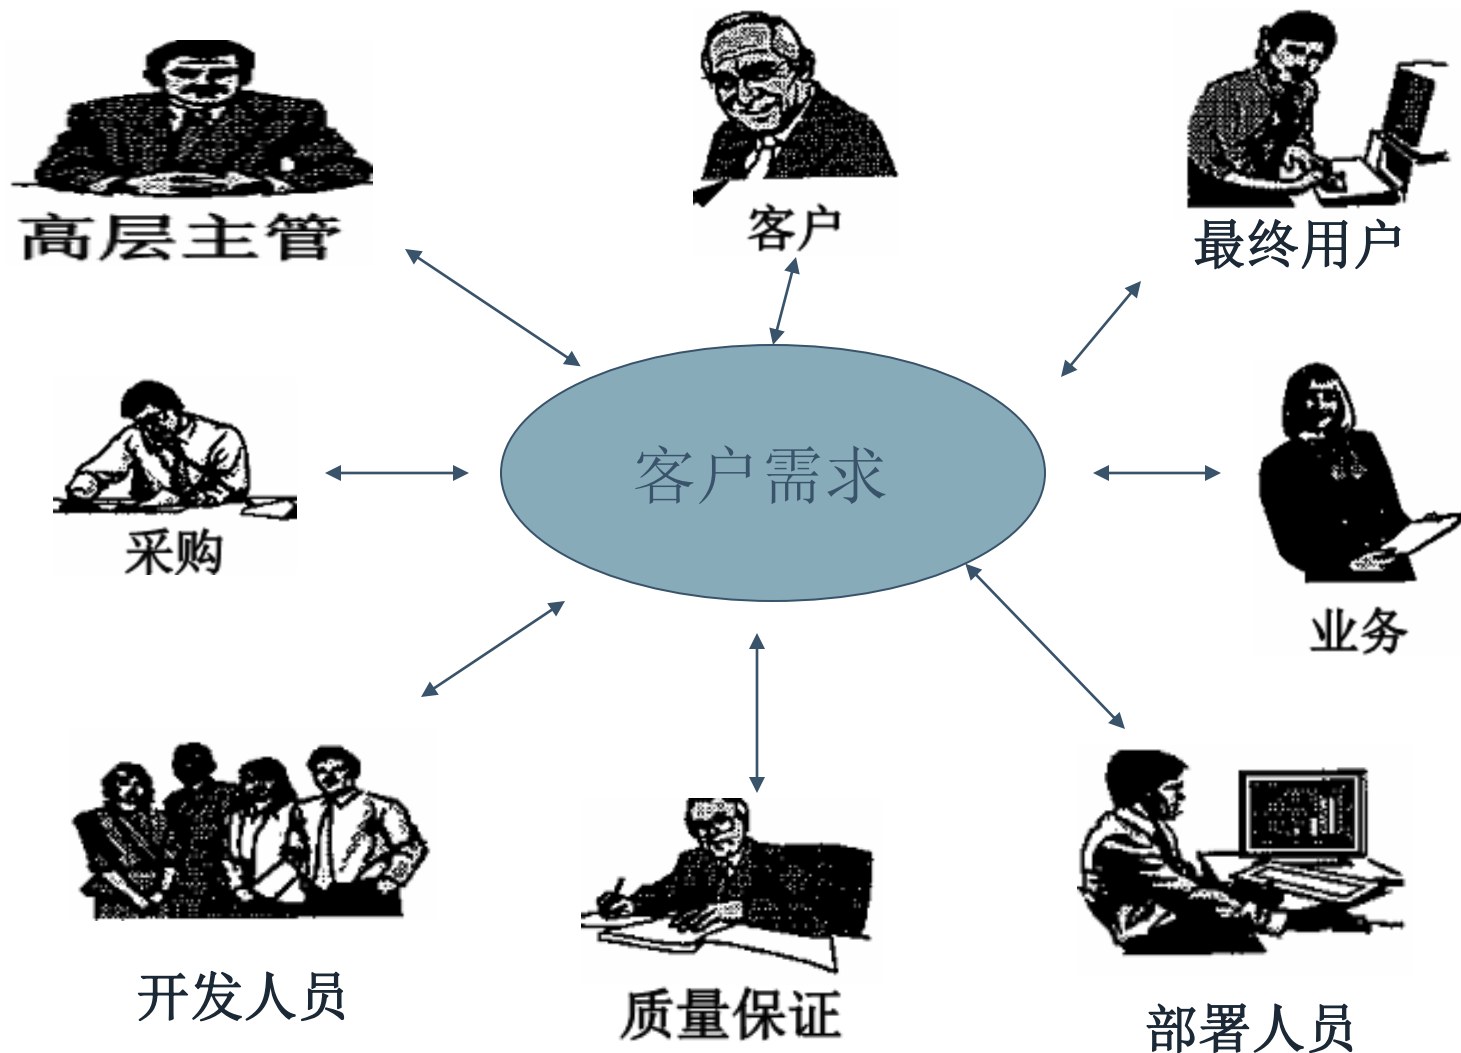 高层主管
客户
最终用户
采购
客户需求
业务
开发人员
质量保证
部署人员